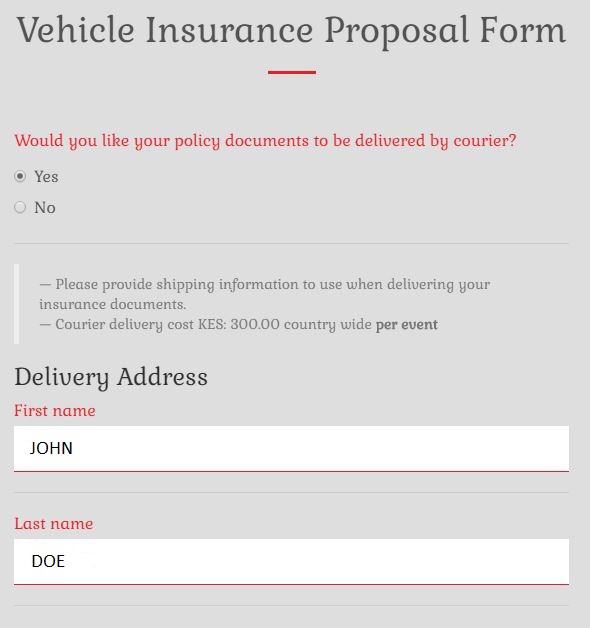 Vehicle Insurance Proposal Form
Would you like your policy documents to be delivered by courier?
Yes
No
— Please provide shipping information to use when delivering your
insurance documents.
— Courier delivery cost KES: 300.00 country wide per event
Delivery Address
First name
JOHN
Last name
DOE